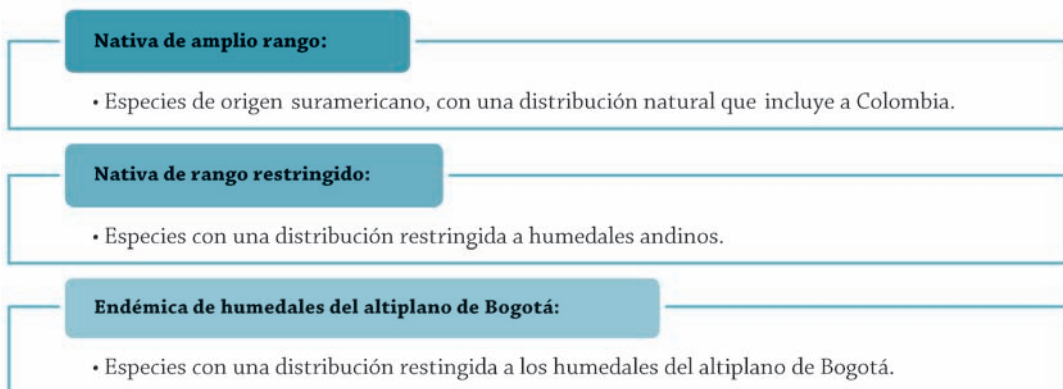 Nativa de amplio rango:
• Especies de origen suramericano, con una distribución natural que incluye a Colombia.
Nativa de rango restringido:
• Especies con una distribución restringida a humedales andinos.
Endémica de humedales del altiplano de Bogotá:
• Especies con una distribución restingida a los humedales del altiplano de Bogotá.